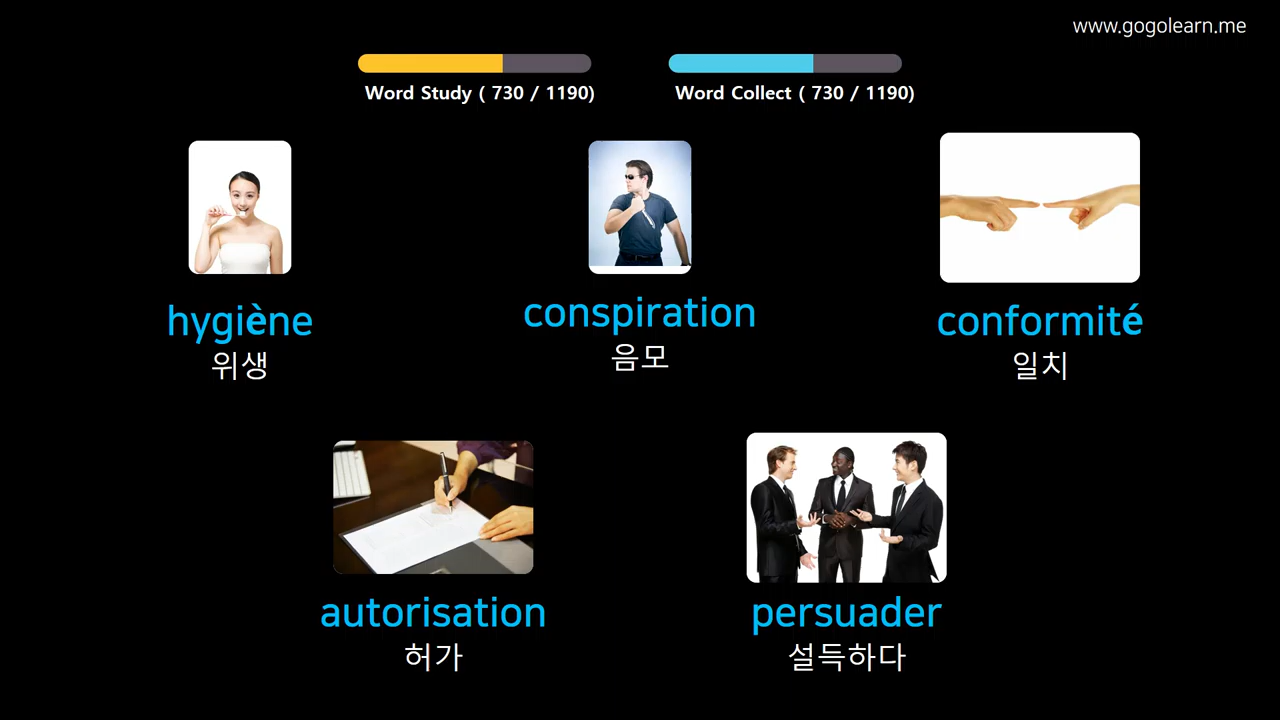 www.gogolearn.me
Word Study ( 730 / 1190)
Word Collect ( 730 / 1190)
hygiène
위생
conspiration
음모
conformité
일치
autorisation
허가
persuader
설득하다